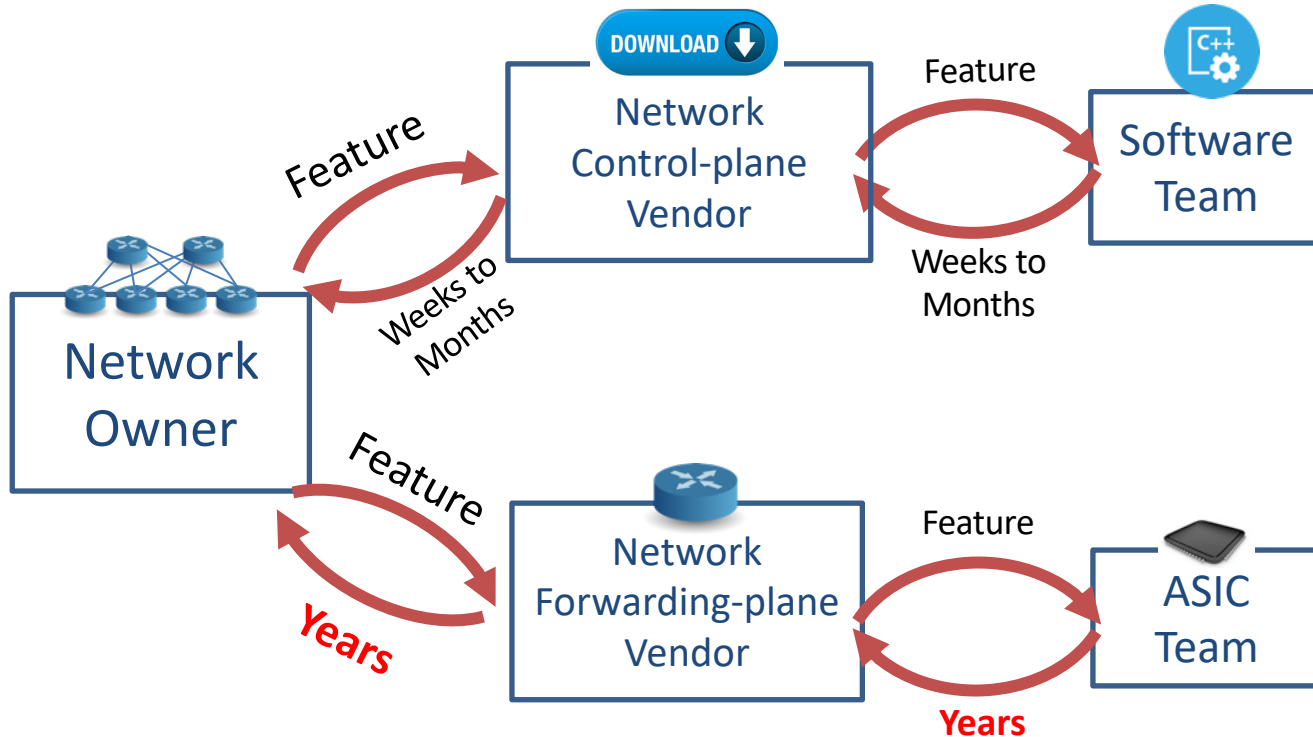 DOWNLOAD
C++
Feature
Network
Control-plane
Vendor
Feature
Software
Team
Weeks to
Months
Weeks to
Months
Network
Owner
Feature
Years
Network
Forwarding-plane
Vendor
Feature
ASIC
Team
Years